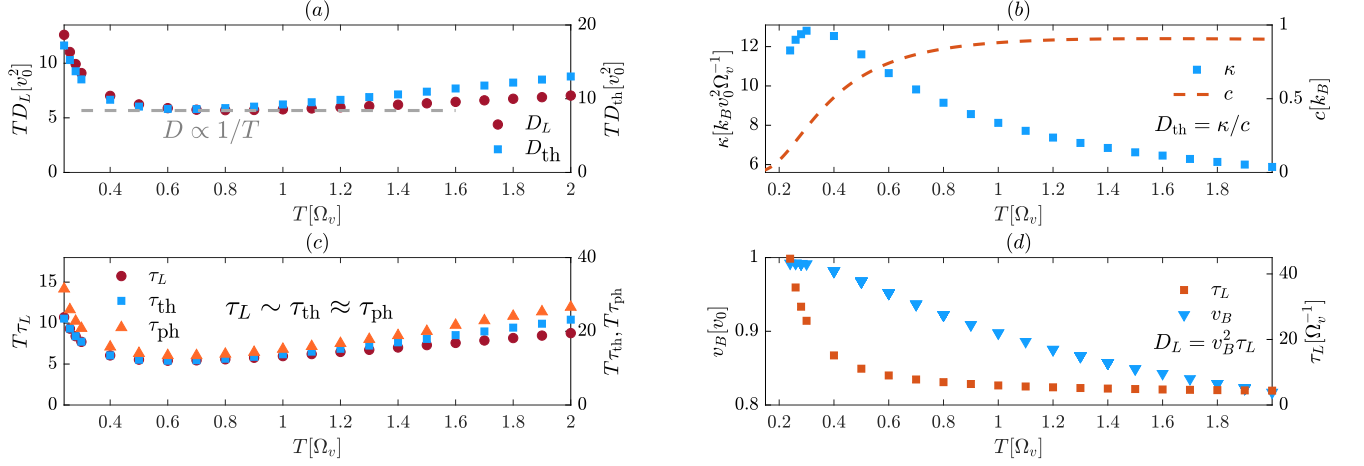 (a)
TD_L[v_0^2]
0
5
10
0.4 0.6 0.8 1 1.2 1.4 1.6 1.8 2
T[Ω_v]
0
10
20
TD_th[v_0^2]
D ∝ 1/T
D_L
D_th
(b)
κ[k_B v_0^2 Ω_v^{-1}]
6
8
10
12
0.2 0.4 0.6 0.8 1.0 1.2 1.4 1.6 1.8
T[Ω_v]
0
0.5
1
c[k_B]
κ
c
D_th = κ/c
(c)
Tτ_L
0
5
10
15
0.4 0.6 0.8 1 1.2 1.4 1.6 1.8 2
T[Ω_v]
0
20
40
Tτ_th, Tτ_ph
τ_L
τ_th
τ_ph
τ_L ∼ τ_th ≈ τ_ph
(d)
v_B[v_0]
0.8
0.9
1
0.2 0.4 0.6 0.8 1.0 1.2 1.4 1.6 1.8
T[Ω_v]
0
20
40
τ_L[Ω_v^{-1}]
τ_L
v_B
D_L = v_B^2 τ_L